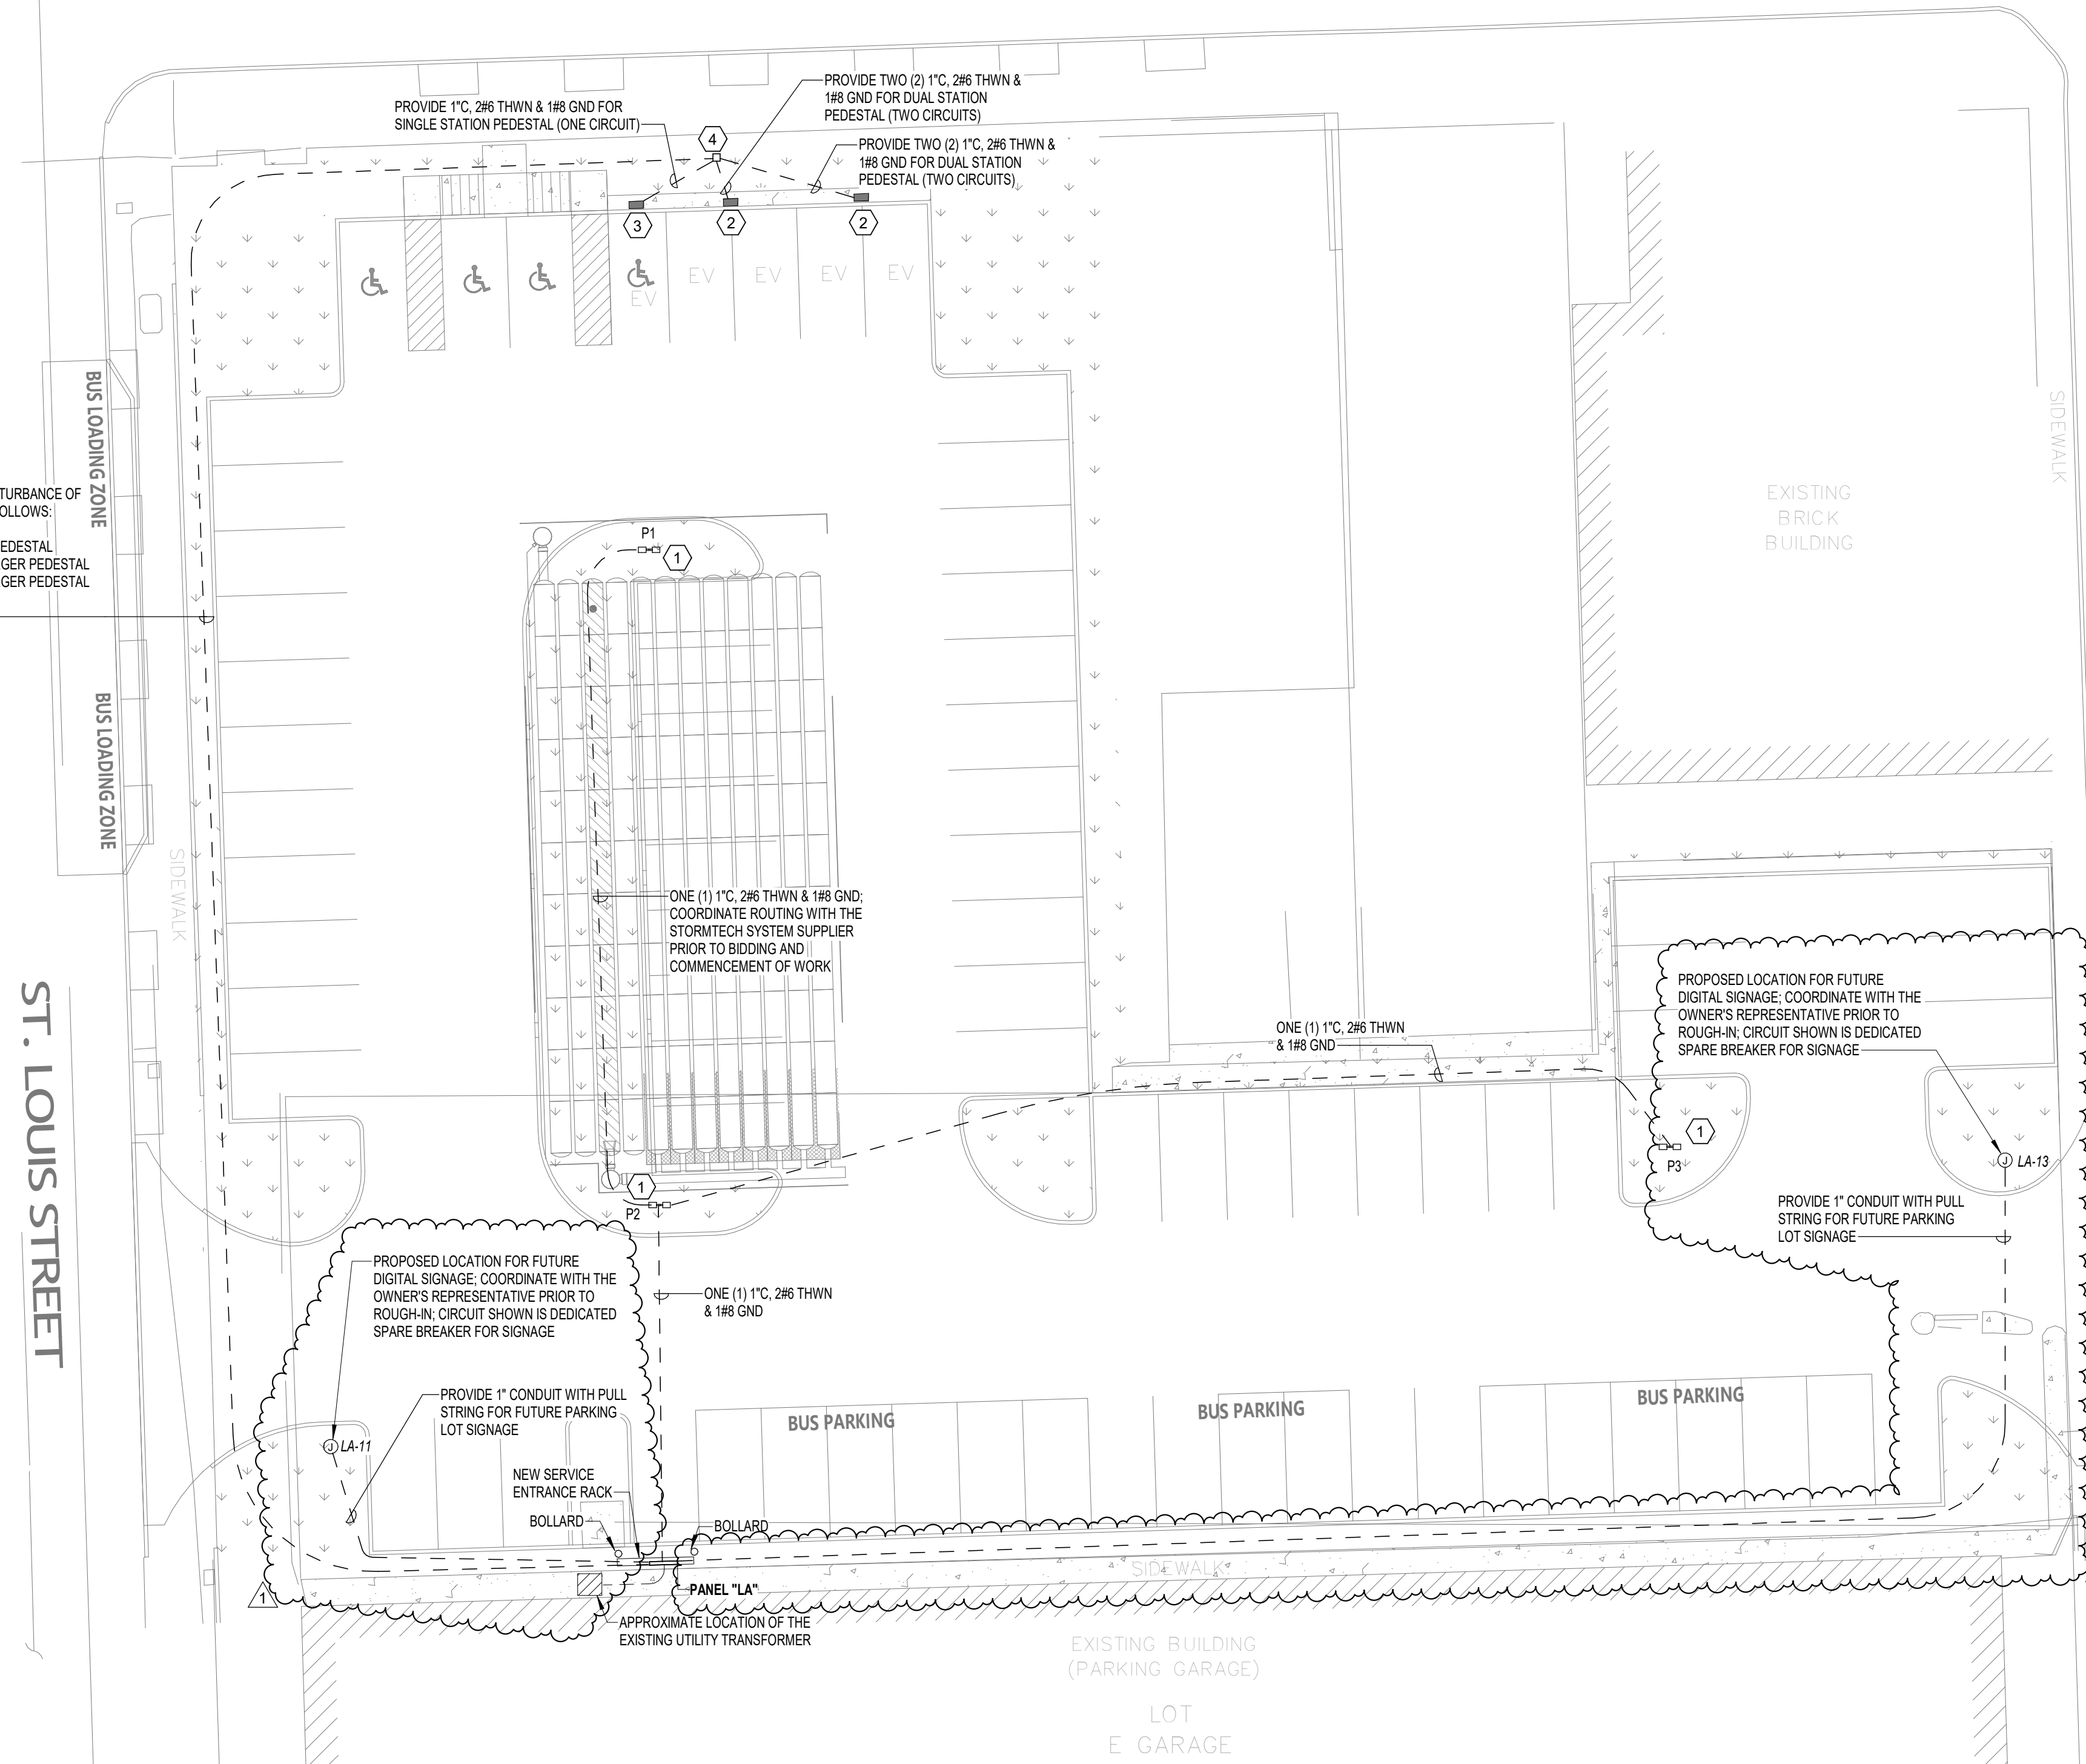 PROVIDE TWO (2) 1"C, 2#6 THWN &
1#8 GND FOR DUAL STATION
PEDESTAL (TWO CIRCUITS)
PROVIDE 1"C, 2#6 THWN & 1#8 GND FOR
SINGLE STATION PEDESTAL (ONE CIRCUIT)
4
PROVIDE TWO (2) 1"C, 2#6 THWN &
1#8 GND FOR DUAL STATION
PEDESTAL (TWO CIRCUITS)
3
2
2
EV
EV
EV
EV
EV
BUS LOADING ZONE
SIDEWALK
TURBANCE OF
OLLOWS:
EDESTAL
GER PEDESTAL
GER PEDESTAL
EXISTING
BRICK
BUILDING
P1
1
BUS LOADING ZONE
SIDEWALK
ONE (1) 1"C, 2#6 THWN & 1#8 GND;
COORDINATE ROUTING WITH THE
STORMTECH SYSTEM SUPPLIER
PRIOR TO BIDDING AND
COMMENCEMENT OF WORK
PROPOSED LOCATION FOR FUTURE
DIGITAL SIGNAGE; COORDINATE WITH THE
OWNER'S REPRESENTATIVE PRIOR TO
ROUGH-IN; CIRCUIT SHOWN IS DEDICATED
SPARE BREAKER FOR SIGNAGE
ONE (1) 1"C, 2#6 THWN
& 1#8 GND
ST. LOUIS STREET
1
P3
J LA-13
1
P2
PROVIDE 1" CONDUIT WITH PULL
STRING FOR FUTURE PARKING
LOT SIGNAGE
PROPOSED LOCATION FOR FUTURE
DIGITAL SIGNAGE; COORDINATE WITH THE
OWNER'S REPRESENTATIVE PRIOR TO
ROUGH-IN; CIRCUIT SHOWN IS DEDICATED
SPARE BREAKER FOR SIGNAGE
ONE (1) 1"C, 2#6 THWN
& 1#8 GND
PROVIDE 1" CONDUIT WITH PULL
STRING FOR FUTURE PARKING
LOT SIGNAGE
BUS PARKING
BUS PARKING
BUS PARKING
J LA-11
NEW SERVICE
ENTRANCE RACK
BOLLARD
BOLLARD
SIDEWALK
PANEL "LA"
1
APPROXIMATE LOCATION OF THE
EXISTING UTILITY TRANSFORMER
EXISTING BUILDING
(PARKING GARAGE)
LOT
E GARAGE